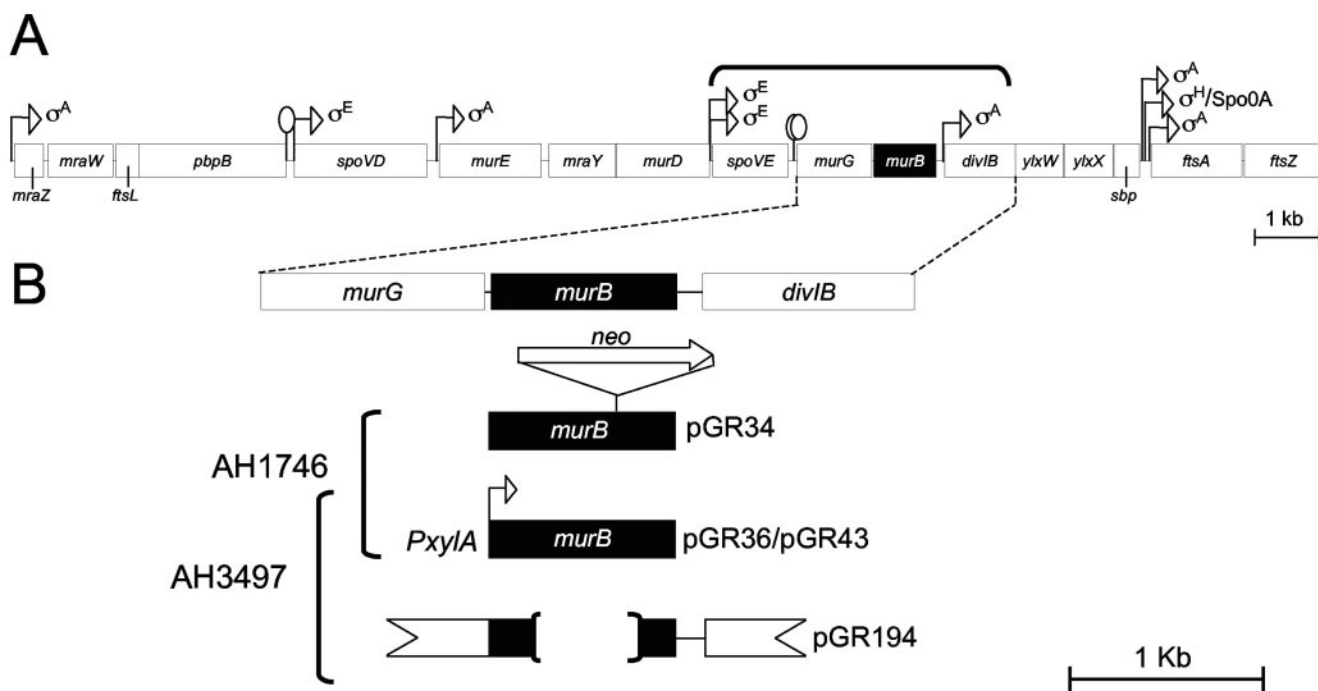 A
σA σE σA σE σE σA σA σH/Spo0A σA
mraW pbpB spoVD murE mraY murD spoVE murG murB divIB ylxW ylxX ftsA ftsZ
mraZ ftsL sbp
1 kb
B
murG murB divIB
neo
murB pGR34
AH1746
PxylA murB pGR36/pGR43
AH3497
pGR194
1 Kb